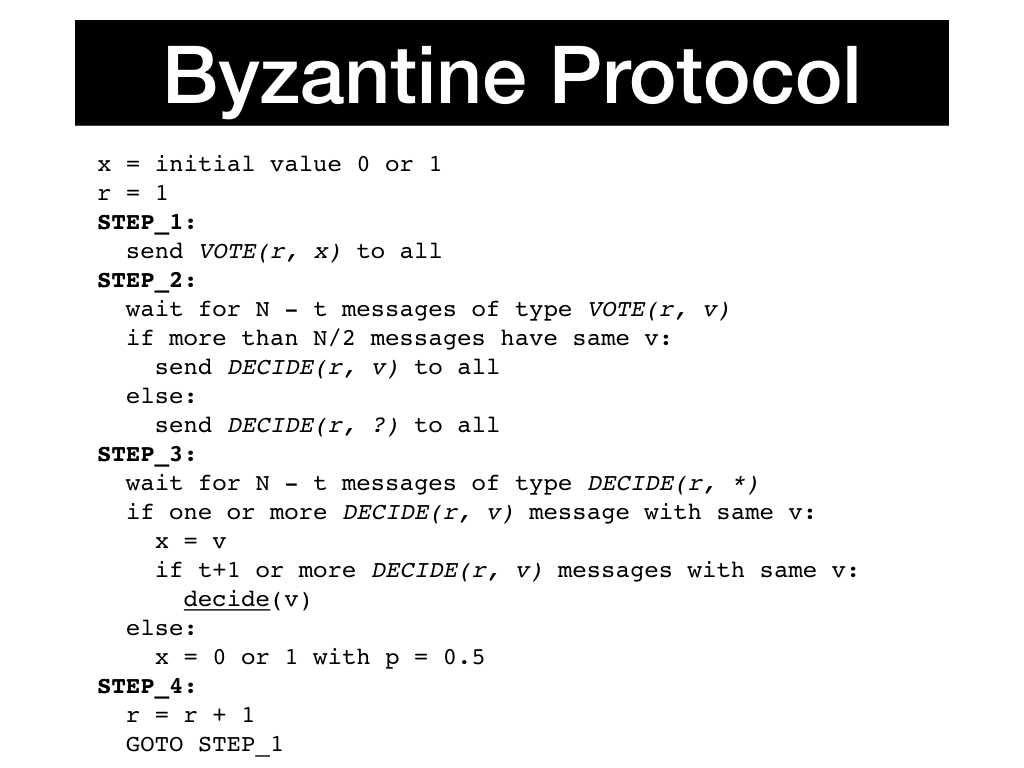 Byzantine Protocol
x = initial value 0 or 1
r = 1
STEP_1:
  send VOTE(r, x) to all
STEP_2:
  wait for N - t messages of type VOTE(r, v)
  if more than N/2 messages have same v:
    send DECIDE(r, v) to all
  else:
    send DECIDE(r, ?) to all
STEP_3:
  wait for N - t messages of type DECIDE(r, *)
  if one or more DECIDE(r, v) message with same v:
    x = v
    if t+1 or more DECIDE(r, v) messages with same v:
      decide(v)
  else:
    x = 0 or 1 with p = 0.5
STEP_4:
  r = r + 1
  GOTO STEP_1